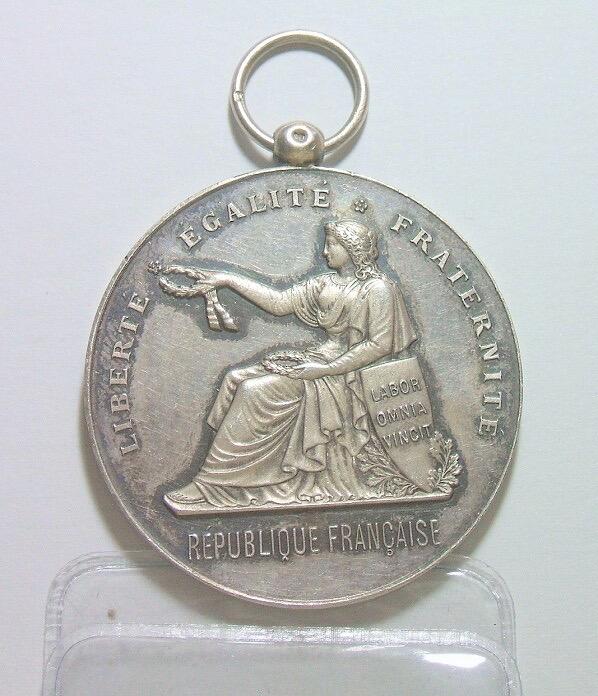 LIBERTÉ ÉGALITÉ FRATERNITÉ
LABOR
OMNIA
VINCIT
RÉPUBLIQUE FRANÇAISE